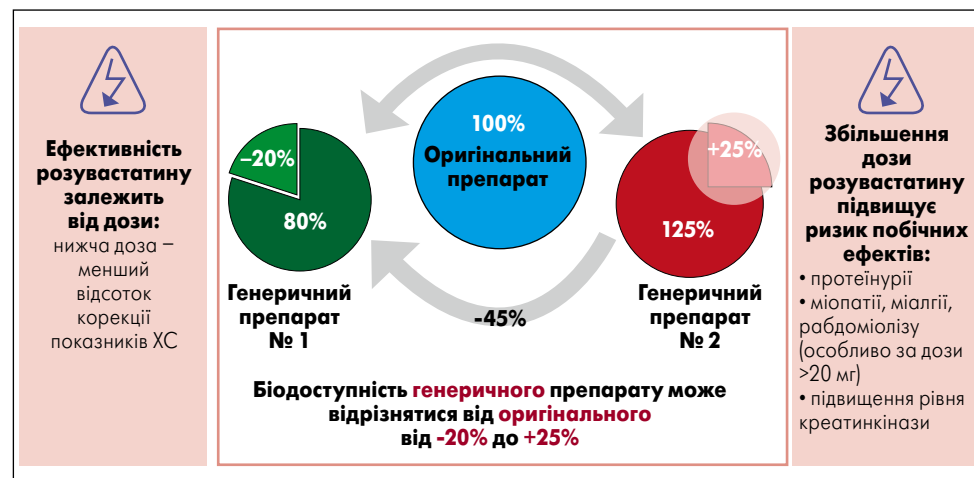 Ефективність
розувастатину
залежить
від дози:
нижча доза –
менший
відсоток
корекції
показників ХС
100%
Оригінальний
препарат
–20%
80%
Генеричний
препарат
№ 1
+25%
125%
Генеричний
препарат
№ 2
-45%
Біодоступність генеричного препарату може
відрізнятися від оригінального
від -20% до +25%
Збільшення
дози
розувастатину
підвищує
ризик побічних
ефектів:
• протеїнурії
• міопатії, міалгії,
рабдоміолізу
(особливо за дози
>20 мг)
• підвищення рівня
креатинкінази